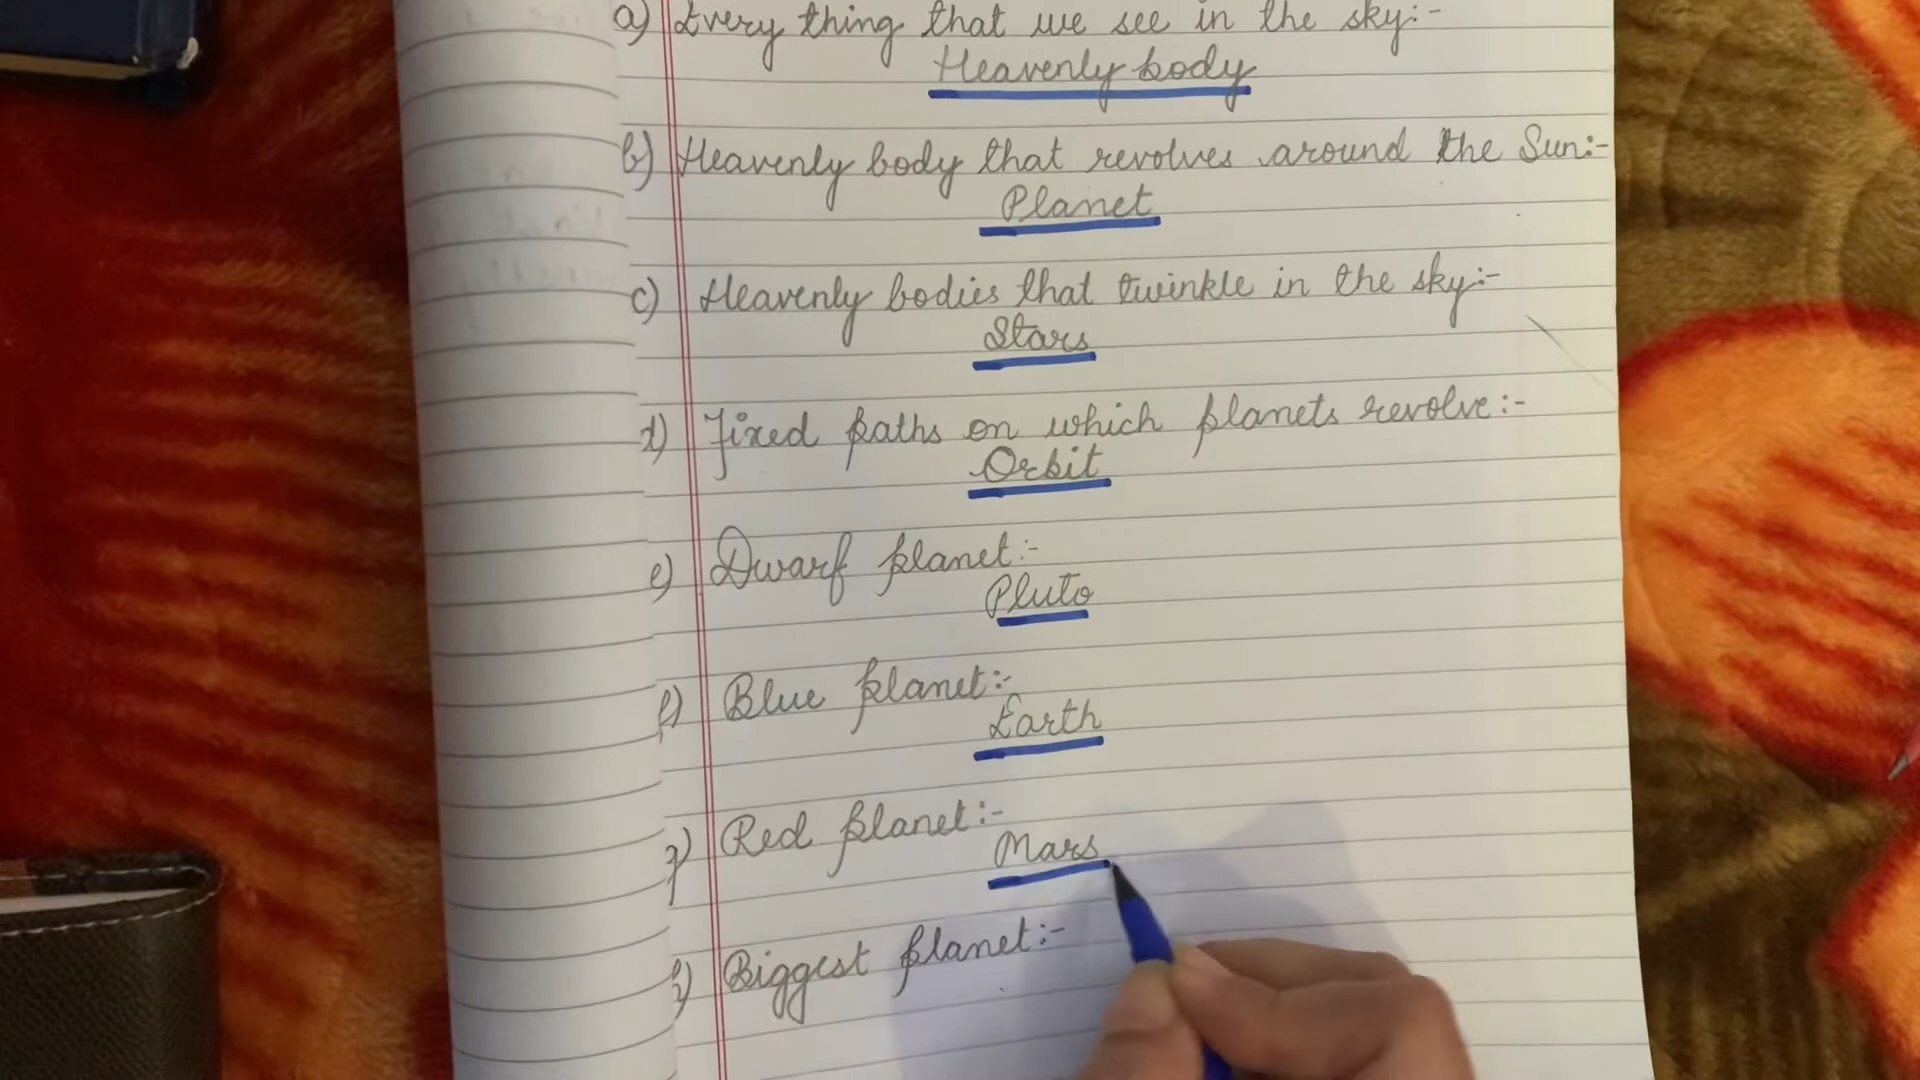 a) Every thing that we see in the sky:-
Heavenly body
b) Heavenly body that revolves around the Sun:-
Planet
c) Heavenly bodies that twinkle in the sky:-
Stars
d) Fixed paths on which planets revolve:-
Orbit
e) Dwarf planet:-
Pluto
f) Blue planet:-
Earth
g) Red planet:-
Mars
Biggest planet:-